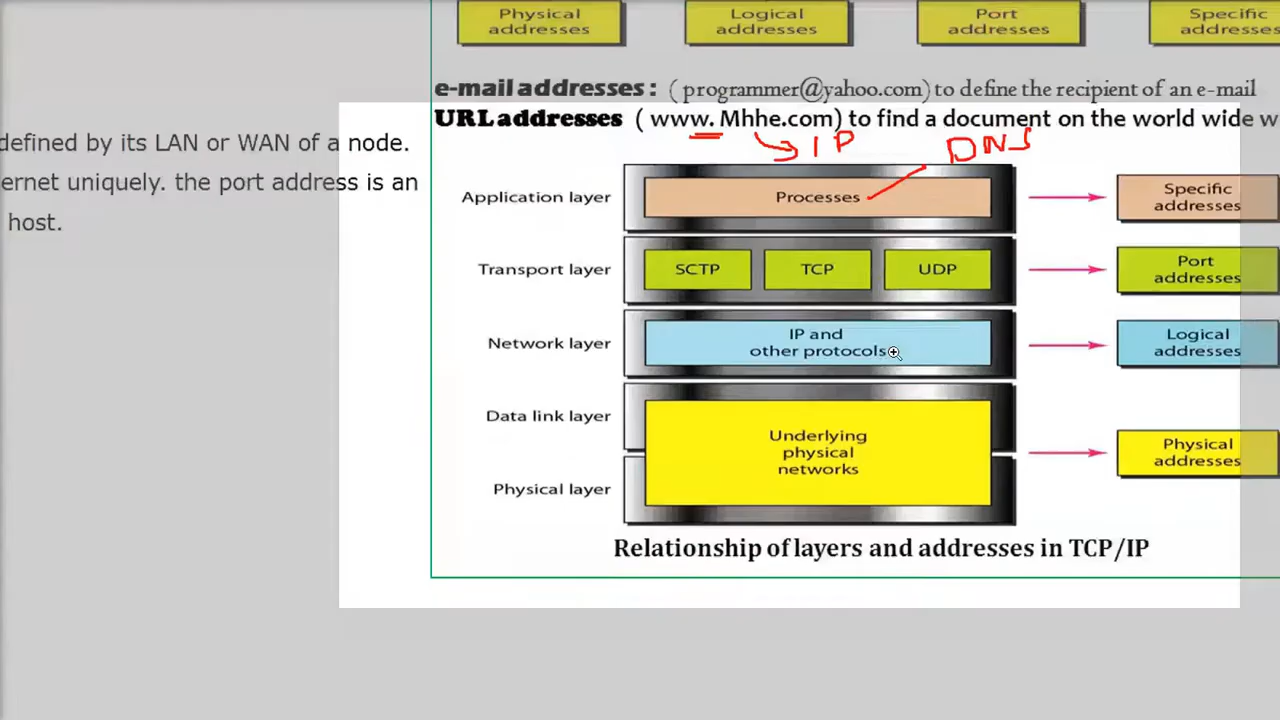 Physical addresses
Logical addresses
Port addresses
Specific addresses
e-mail addresses : ( programmer@yahoo.com) to define the recipient of an e-mail
URL addresses ( www. Mhhe.com) to find a document on the world wide w
defined by its LAN or WAN of a node.
IP
DNS
ernet uniquely. the port address is an
host.
Application layer
Processes
Specific addresses
Transport layer
SCTP
TCP
UDP
Port addresses
Network layer
IP and
other protocols
Logical addresses
Data link layer
Underlying
physical
networks
Physical addresses
Physical layer
Relationship of layers and addresses in TCP/IP